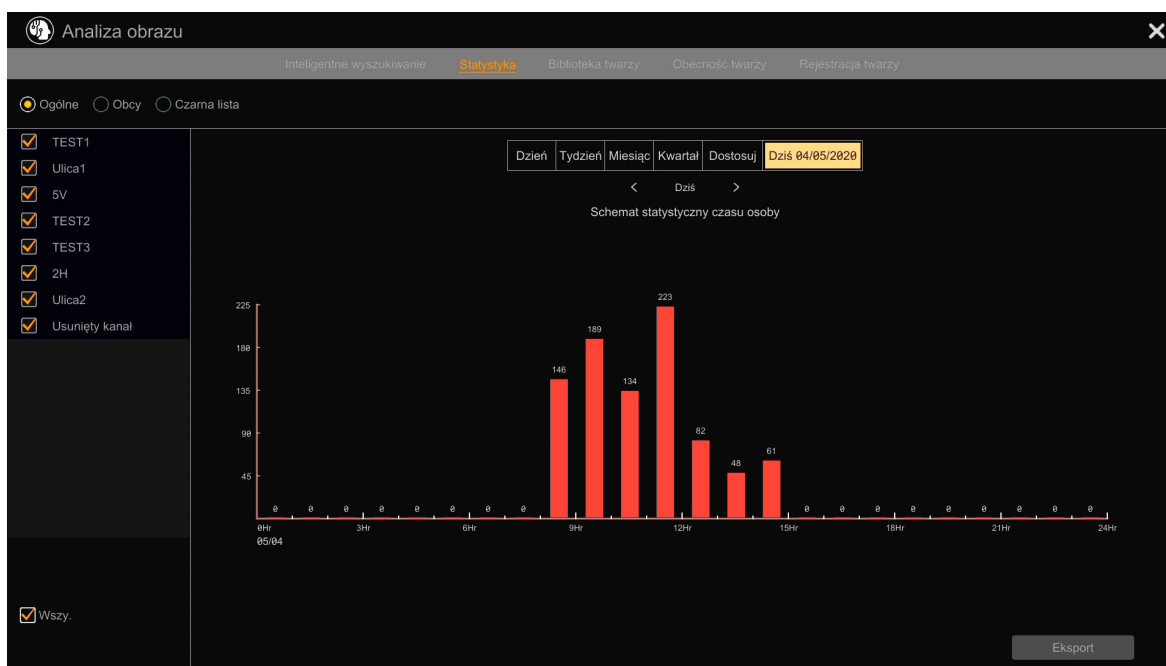 Analiza obrazu
Inteligentne wyszukiwanie Statystyka Biblioteka twarzy Obecność twarzy Rejestracja twarzy
Ogólne Obcy Czarna lista
TEST1
Ulica1
5V
TEST2
TEST3
2H
Ulica2
Usunięty kanał
Wszy.
Dzień Tydzień Miesiąc Kwartał Dostosuj Dziś 04/05/2020
< Dziś >
Schemat statystyczny czasu osoby
225
180
135
90
45
0 0 0 0 0 0 0 0 146 189 134 223 82 48 61 0 0 0 0 0 0 0 0 0
0Hr 3Hr 6Hr 9Hr 12Hr 15Hr 18Hr 21Hr 24Hr
05/04
Eksport